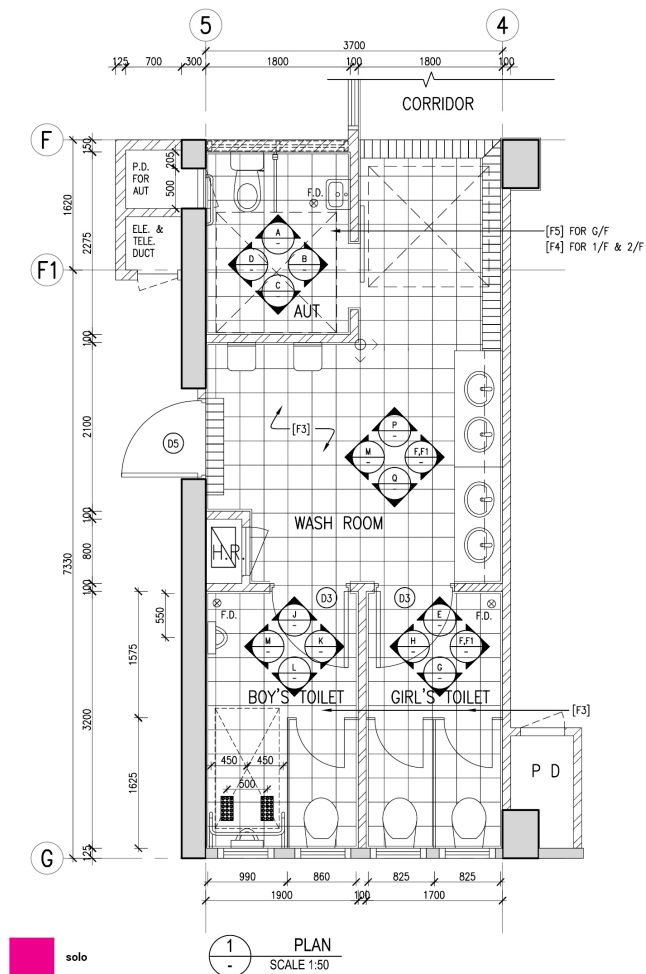 5
4
3700
125
700
300
1800
100
1800
100
CORRIDOR
F
150
P.D.
FOR
AUT
205
500
F.D.
1620
ELE. &
TELE.
DUCT
2275
[F5] FOR G/F
[F4] FOR 1/F & 2/F
A
-
D
-
B
-
C
-
F1
AUT
100
100
2100
D5
[F3]
P
-
M
-
F,F1
-
Q
-
100
WASH ROOM
800
H.R.
7330
100
100
D3
D3
F.D.
F.D.
550
J
-
E
-
M
-
K
-
H
-
F,F1
-
L
-
G
-
1575
BOY'S TOILET
GIRL'S TOILET
[F3]
3200
450
450
500
P D
1625
G
125
990
860
825
825
1900
100
1700
1
-
PLAN
SCALE 1:50
solo